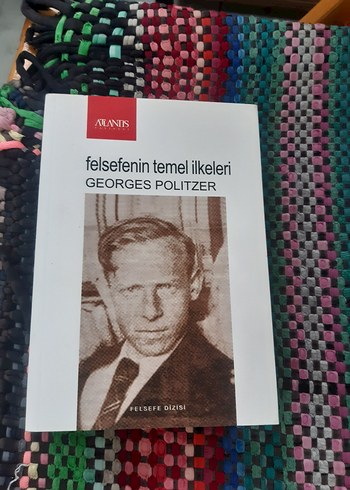 ATLANTIS
felsefenin temel ilkeleri
GEORGES POLITZER
FELSEFE DİZİSİ